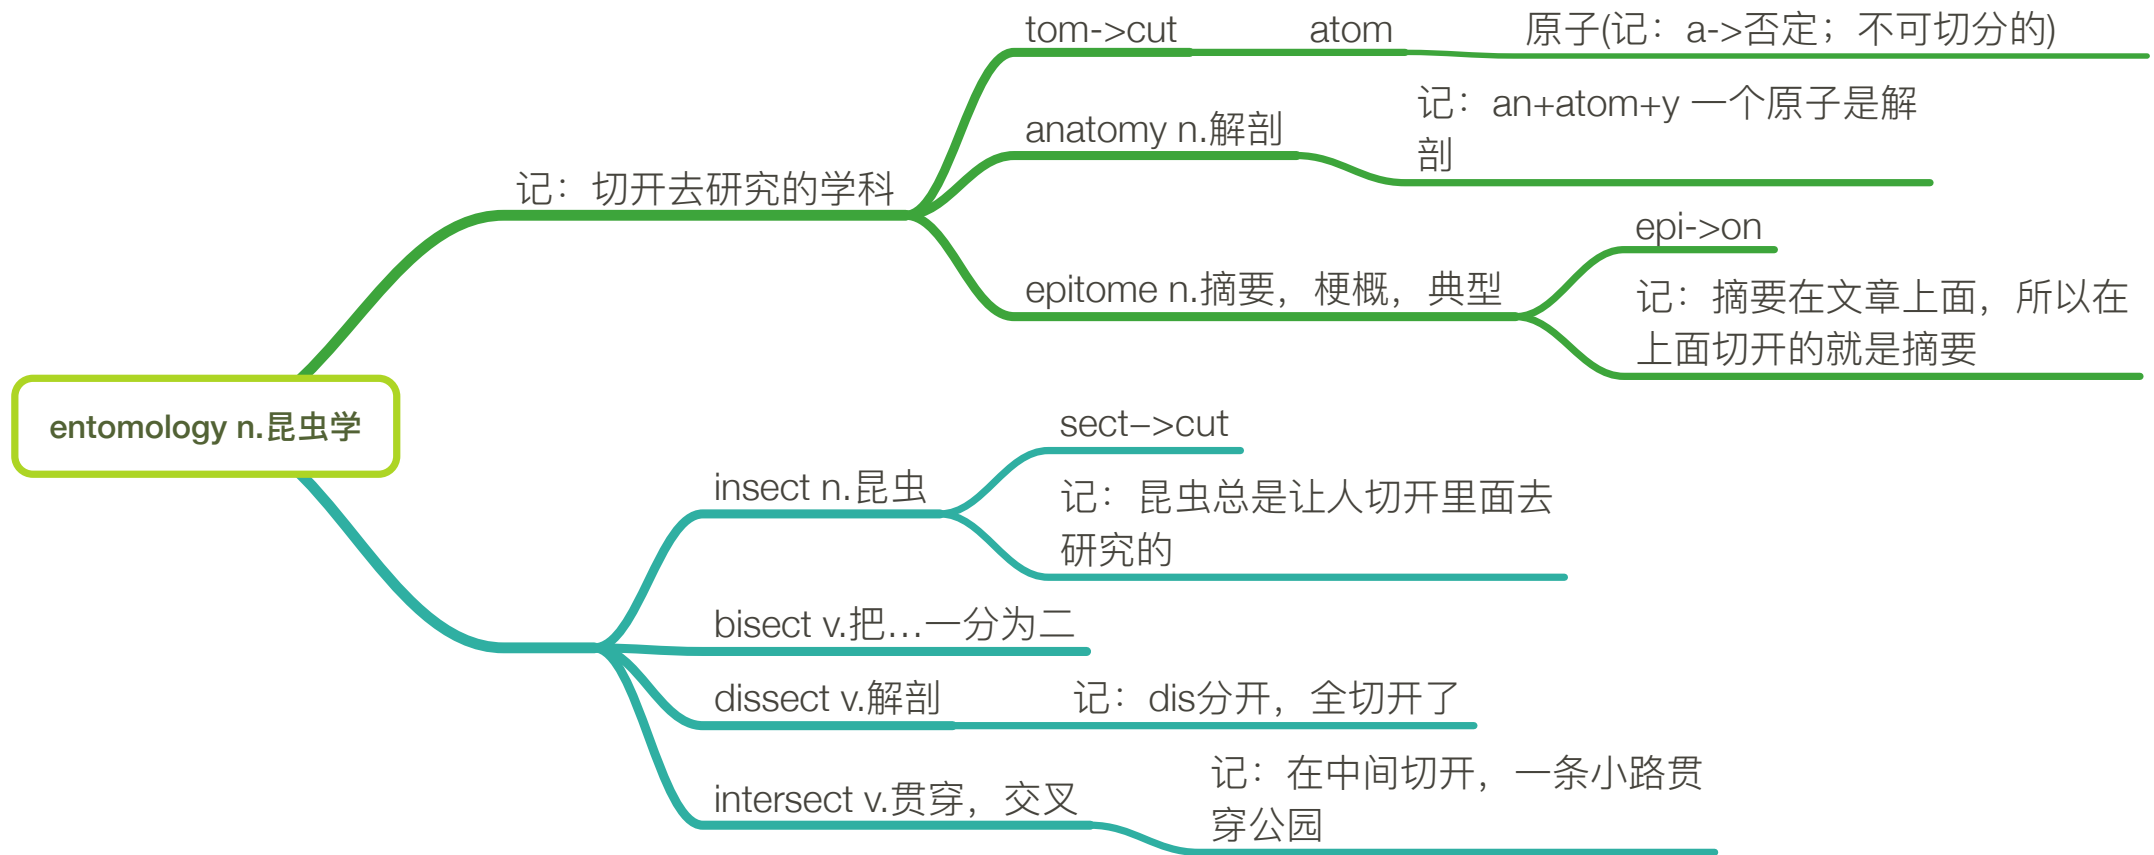 tom->cut
atom
原子(记：a->否定；不可切分的)
anatomy n.解剖
记：an+atom+y 一个原子是解
剖
记：切开去研究的学科
epitome n.摘要，梗概，典型
epi->on
记：摘要在文章上面，所以在
上面切开的就是摘要
entomology n.昆虫学
insect n.昆虫
sect–>cut
记：昆虫总是让人切开里面去
研究的
bisect v.把…一分为二
dissect v.解剖
记：dis分开，全切开了
intersect v.贯穿，交叉
记：在中间切开，一条小路贯
穿公园